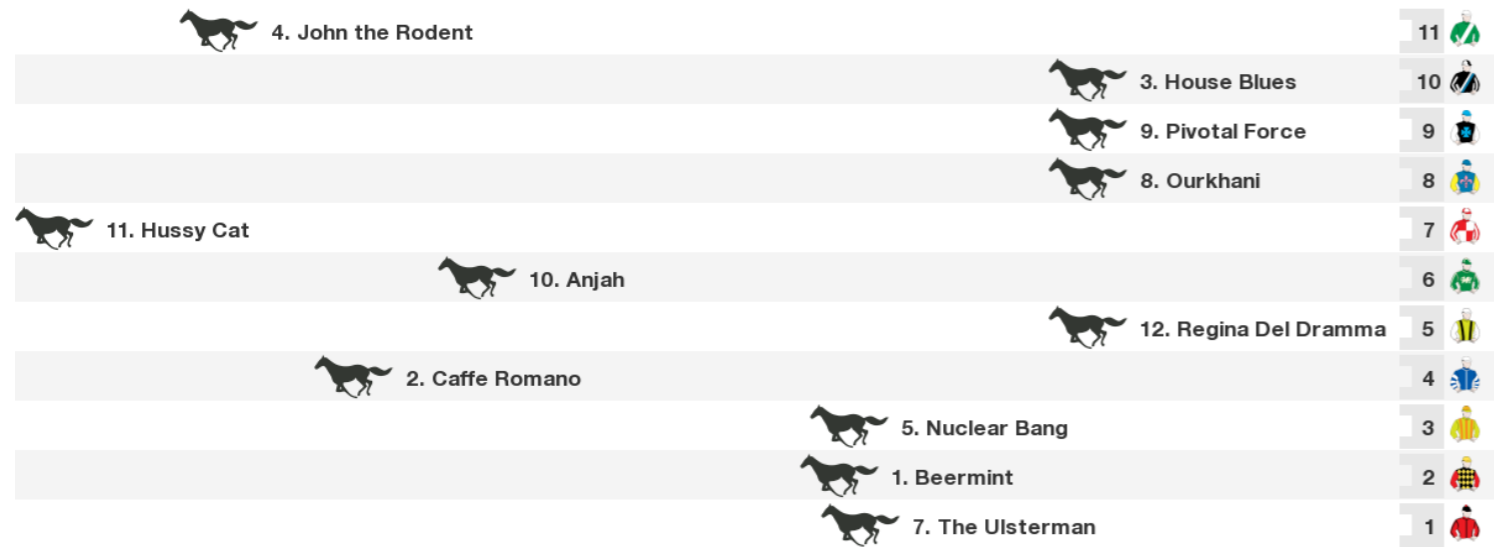 4. John the Rodent 11
3. House Blues 10
9. Pivotal Force 9
8. Ourkhani 8
11. Hussy Cat 7
10. Anjah 6
12. Regina Del Dramma 5
2. Caffe Romano 4
5. Nuclear Bang 3
1. Beermint 2
7. The Ulsterman 1